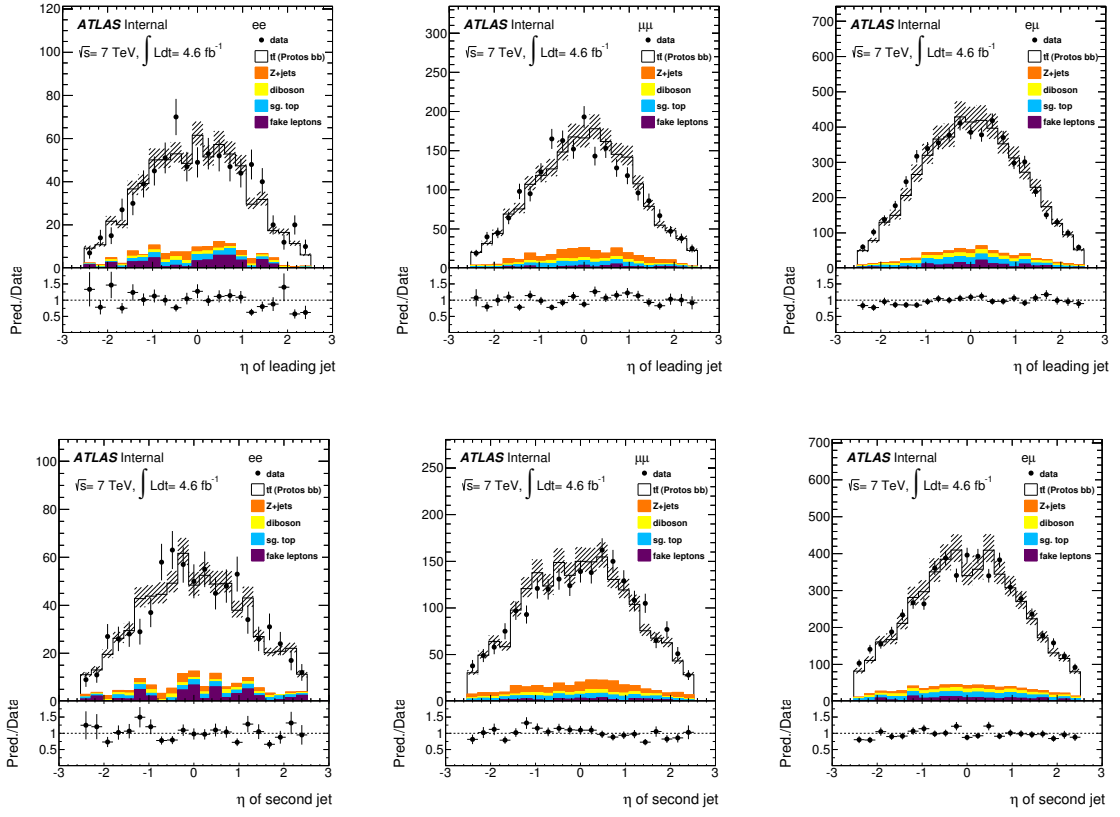 ATLAS Internal ee
√s= 7 TeV, ∫ Ldt= 4.6 fb⁻¹
data
tt̄ (Protos bb)
Z+jets
diboson
sg. top
fake leptons
120
100
80
60
40
20
0
Pred./Data
1.5
1
0.5
-3 -2 -1 0 1 2 3
η of leading jet
ATLAS Internal μμ
√s= 7 TeV, ∫ Ldt= 4.6 fb⁻¹
data
tt̄ (Protos bb)
Z+jets
diboson
sg. top
fake leptons
300
250
200
150
100
50
0
Pred./Data
1.5
1
0.5
-3 -2 -1 0 1 2 3
η of leading jet
ATLAS Internal eμ
√s= 7 TeV, ∫ Ldt= 4.6 fb⁻¹
data
tt̄ (Protos bb)
Z+jets
diboson
sg. top
fake leptons
700
600
500
400
300
200
100
0
Pred./Data
1.5
1
0.5
-3 -2 -1 0 1 2 3
η of leading jet
ATLAS Internal ee
√s= 7 TeV, ∫ Ldt= 4.6 fb⁻¹
data
tt̄ (Protos bb)
Z+jets
diboson
sg. top
fake leptons
100
80
60
40
20
0
Pred./Data
1.5
1
0.5
-3 -2 -1 0 1 2 3
η of second jet
ATLAS Internal μμ
√s= 7 TeV, ∫ Ldt= 4.6 fb⁻¹
data
tt̄ (Protos bb)
Z+jets
diboson
sg. top
fake leptons
250
200
150
100
50
0
Pred./Data
1.5
1
0.5
-3 -2 -1 0 1 2 3
η of second jet
ATLAS Internal eμ
√s= 7 TeV, ∫ Ldt= 4.6 fb⁻¹
data
tt̄ (Protos bb)
Z+jets
diboson
sg. top
fake leptons
700
600
500
400
300
200
100
0
Pred./Data
1.5
1
0.5
-3 -2 -1 0 1 2 3
η of second jet